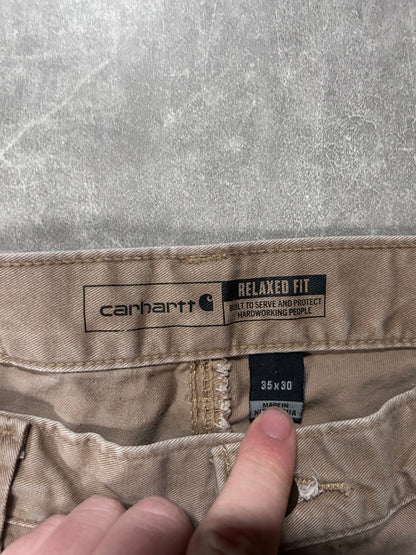 carhartt
RELAXED FIT
BUILT TO SERVE AND PROTECT
HARDWORKING PEOPLE
35 x 30
MADE IN